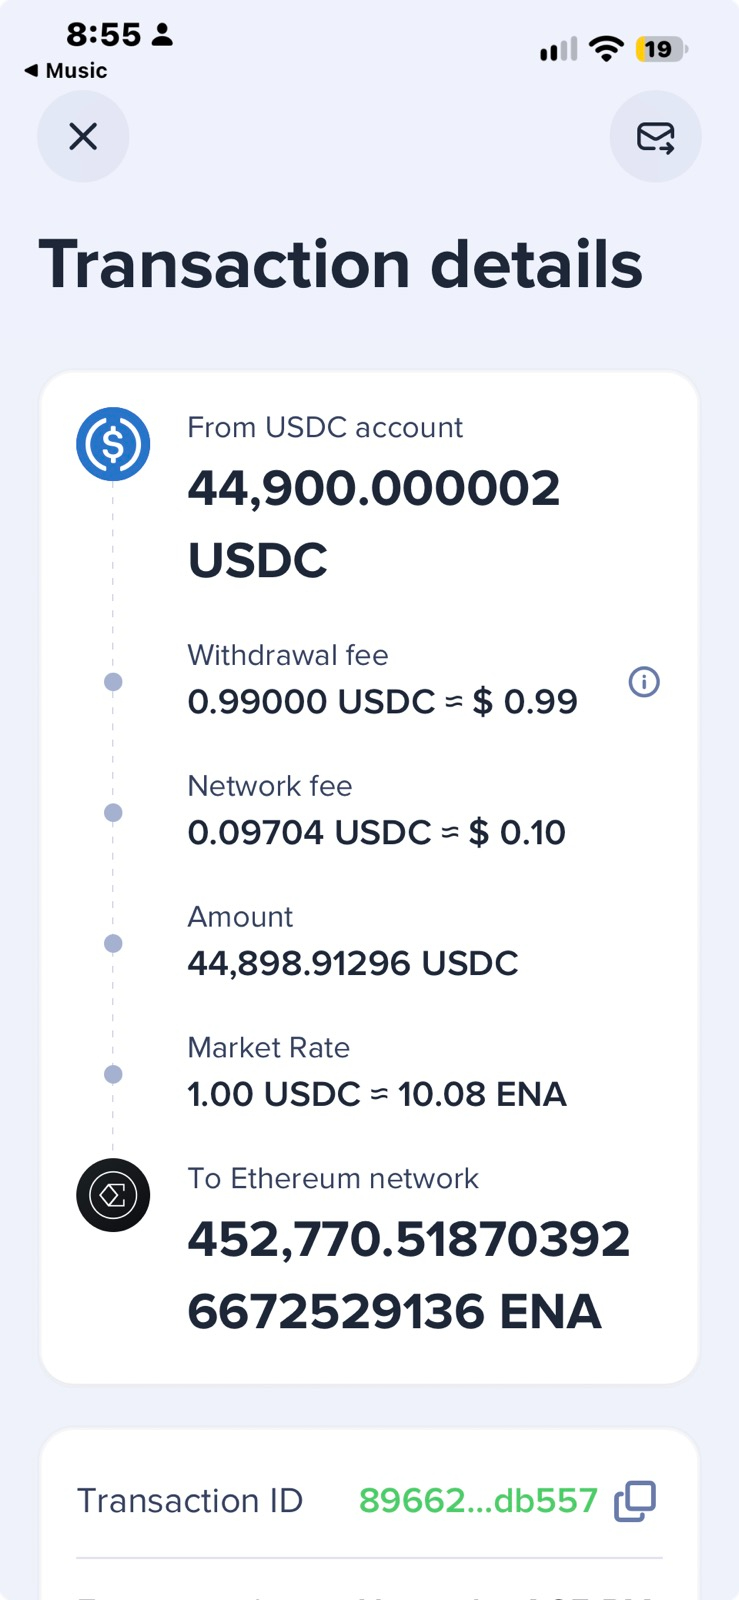 8:55
19
Music
Transaction details
From USDC account
44,900.000002
USDC
Withdrawal fee
0.99000 USDC ≈ $ 0.99
Network fee
0.09704 USDC ≈ $ 0.10
Amount
44,898.91296 USDC
Market Rate
1.00 USDC ≈ 10.08 ENA
To Ethereum network
452,770.51870392
6672529136 ENA
Transaction ID 89662...db557